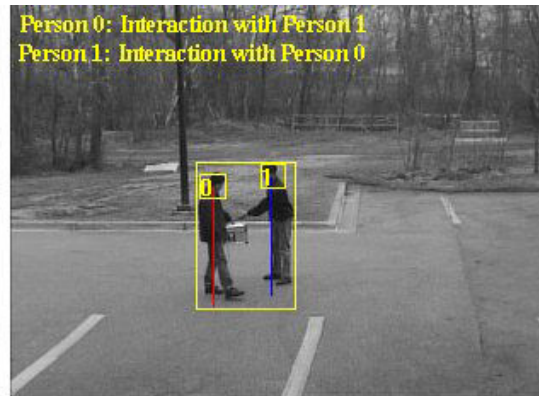 Person 0: Interaction with Person 1
Person 1: Interaction with Person 0
0
1